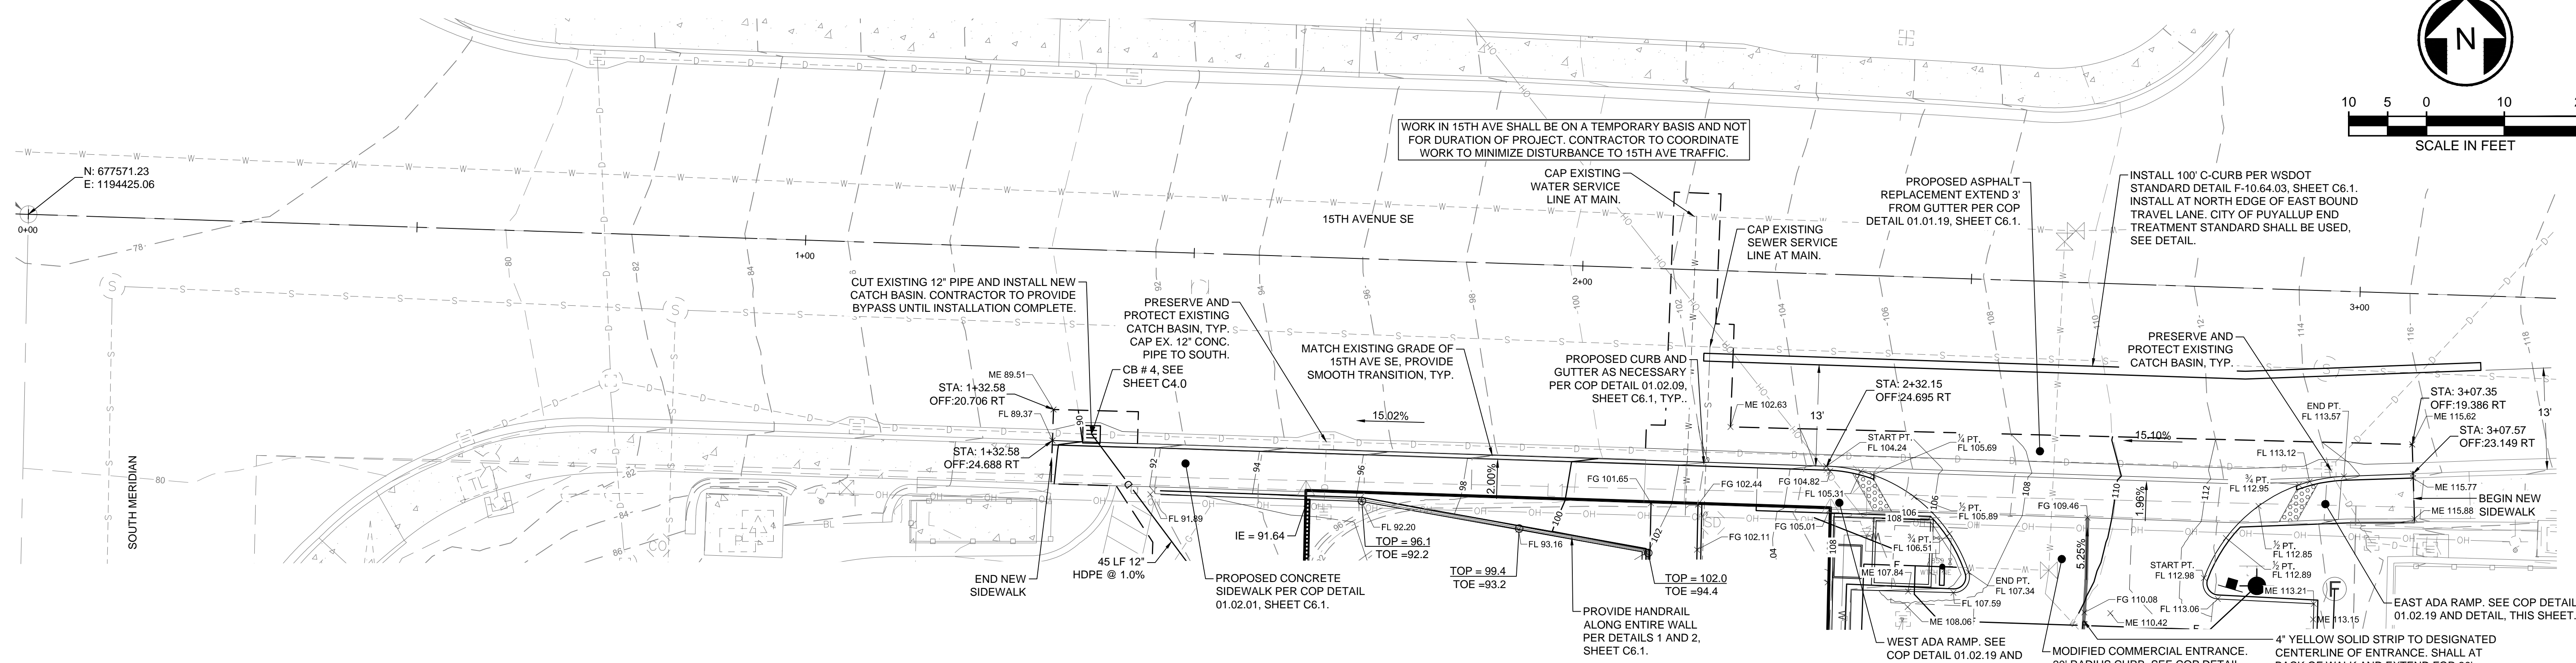 N
10 5 0 10
SCALE IN FEET
N: 677571.23
E: 1194425.06
0+00
1+00
2+00
3+00
15TH AVENUE SE
SOUTH MERIDIAN
WORK IN 15TH AVE SHALL BE ON A TEMPORARY BASIS AND NOT
FOR DURATION OF PROJECT. CONTRACTOR TO COORDINATE
WORK TO MINIMIZE DISTURBANCE TO 15TH AVE TRAFFIC.
CAP EXISTING
WATER SERVICE
LINE AT MAIN.
PROPOSED ASPHALT
REPLACEMENT EXTEND 3'
FROM GUTTER PER COP
DETAIL 01.01.19, SHEET C6.1.
INSTALL 100' C-CURB PER WSDOT
STANDARD DETAIL F-10.64.03, SHEET C6.1.
INSTALL AT NORTH EDGE OF EAST BOUND
TRAVEL LANE. CITY OF PUYALLUP END
TREATMENT STANDARD SHALL BE USED,
SEE DETAIL.
CAP EXISTING
SEWER SERVICE
LINE AT MAIN.
CUT EXISTING 12" PIPE AND INSTALL NEW
CATCH BASIN. CONTRACTOR TO PROVIDE
BYPASS UNTIL INSTALLATION COMPLETE.
PRESERVE AND
PROTECT EXISTING
CATCH BASIN, TYP.
CAP EX. 12" CONC.
PIPE TO SOUTH.
CB # 4, SEE
SHEET C4.0
MATCH EXISTING GRADE OF
15TH AVE SE, PROVIDE
SMOOTH TRANSITION, TYP.
PROPOSED CURB AND
GUTTER AS NECESSARY
PER COP DETAIL 01.02.09,
SHEET C6.1, TYP..
PRESERVE AND
PROTECT EXISTING
CATCH BASIN, TYP.
ME 89.51
STA: 1+32.58
OFF:20.706 RT
FL 89.37
STA: 1+32.58
OFF:24.688 RT
15.02%
2.00%
ME 102.63
13'
STA: 2+32.15
OFF:24.695 RT
START PT.
FL 104.24
¼ PT.
FL 105.69
15.10%
END PT.
FL 113.57
FL 113.12
¾ PT.
FL 112.95
STA: 3+07.35
OFF:19.386 RT
ME 115.62
STA: 3+07.57
OFF:23.149 RT
13'
ME 115.77
ME 115.88
BEGIN NEW
SIDEWALK
FG 101.65
FG 102.44
FG 104.82
FL 105.31
½ PT.
FL 105.89
FG 109.46
1.96%
5.25%
FG 105.01
¾ PT.
FL 106.51
FG 102.11
ME 107.84
END PT.
FL 107.34
FL 107.59
ME 108.06
FG 110.08
ME 110.42
START PT.
FL 112.98
FL 113.06
½ PT.
FL 112.85
½ PT.
FL 112.89
ME 113.21
ME 113.15
FL 91.89
IE = 91.64
FL 92.20
TOP = 96.1
TOE =92.2
FL 93.16
TOP = 99.4
TOE =93.2
TOP = 102.0
TOE =94.4
45 LF 12"
HDPE @ 1.0%
END NEW
SIDEWALK
PROPOSED CONCRETE
SIDEWALK PER COP DETAIL
01.02.01, SHEET C6.1.
PROVIDE HANDRAIL
ALONG ENTIRE WALL
PER DETAILS 1 AND 2,
SHEET C6.1.
WEST ADA RAMP. SEE
COP DETAIL 01.02.19 AND
MODIFIED COMMERCIAL ENTRANCE.
EAST ADA RAMP. SEE COP DETAIL
01.02.19 AND DETAIL, THIS SHEET.
4" YELLOW SOLID STRIP TO DESIGNATED
CENTERLINE OF ENTRANCE. SHALL AT